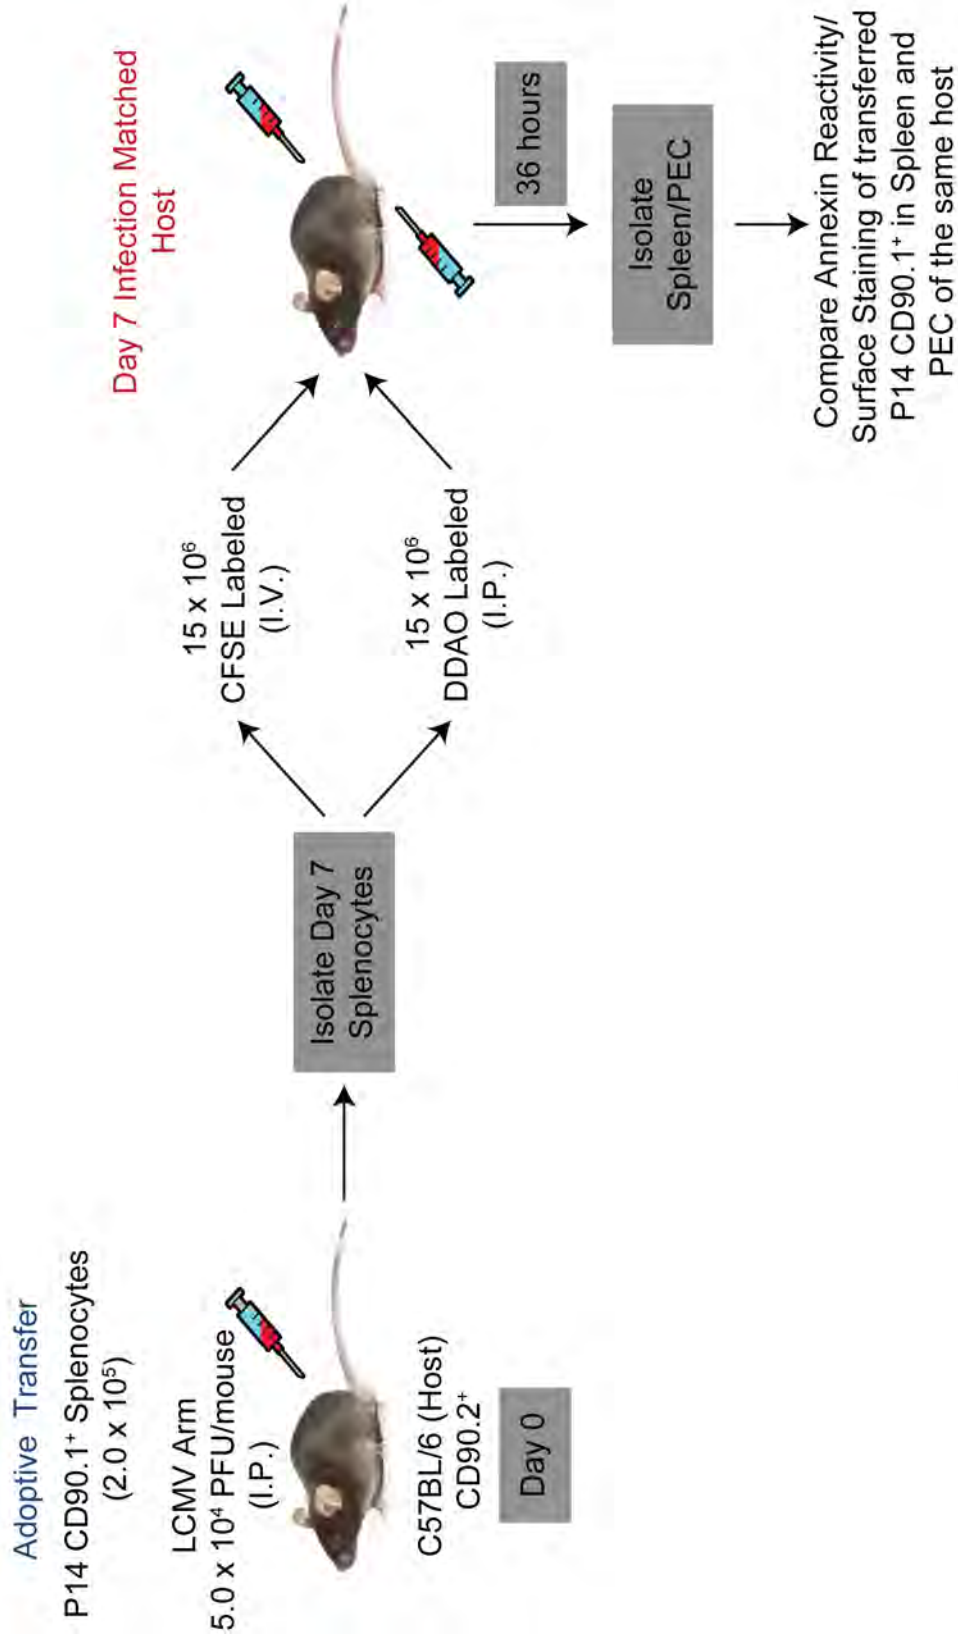 Adoptive Transfer
P14 CD90.1⁺ Splenocytes
(2.0 x 10⁵)
LCMV Arm
5.0 x 10⁴ PFU/mouse
(I.P.)
C57BL/6 (Host)
CD90.2⁺
Day 0
Isolate Day 7
Splenocytes
15 x 10⁶
CFSE Labeled
(I.V.)
15 x 10⁶
DDAO Labeled
(I.P.)
Day 7 Infection Matched
Host
36 hours
Isolate
Spleen/PEC
Compare Annexin Reactivity/
Surface Staining of transferred
P14 CD90.1⁺ in Spleen and
PEC of the same host